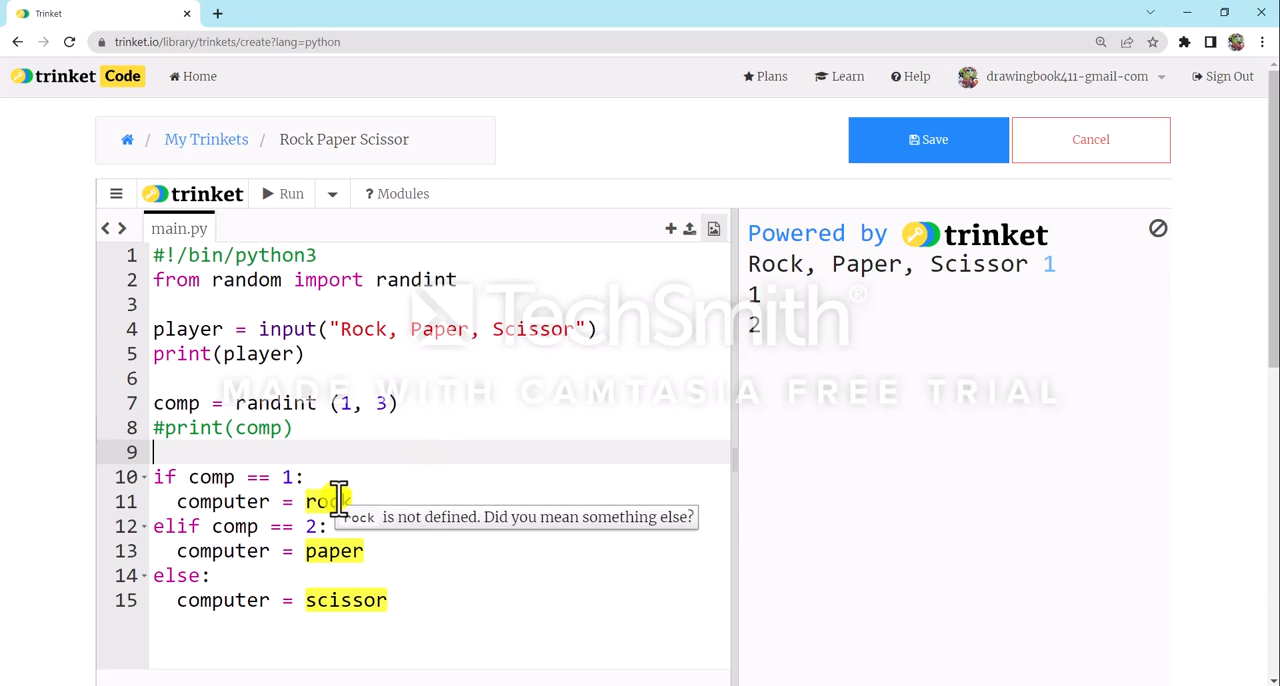 Trinket
trinket.io/library/trinkets/create?lang=python
trinket Code Home Plans Learn Help drawingbook411-gmail-com Sign Out
/ My Trinkets / Rock Paper Scissor Save Cancel
trinket Run ? Modules
main.py
Powered by trinket
Rock, Paper, Scissor 1
1
2
1 #!/bin/python3
2 from random import randint
3
4 player = input("Rock, Paper, Scissor")
5 print(player)
6
7 comp = randint (1, 3)
8 #print(comp)
9
10 if comp == 1:
11 computer = rock
rock is not defined. Did you mean something else?
12 elif comp == 2:
13 computer = paper
14 else:
15 computer = scissor
TechSmith®
MADE WITH CAMTASIA FREE TRIAL